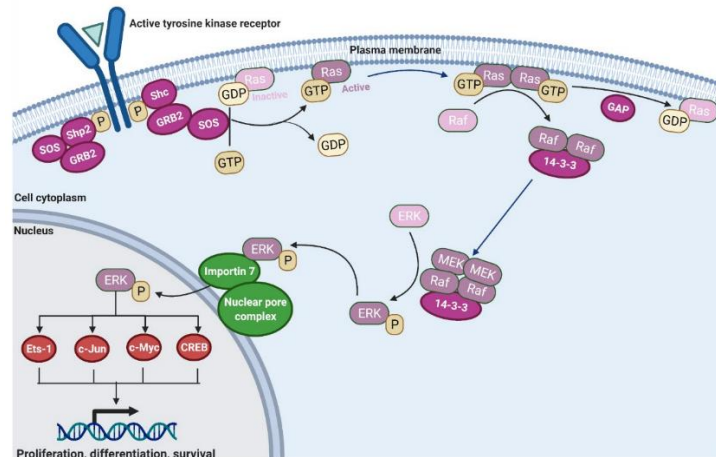 Active tyrosine kinase receptor
Plasma membrane
P
P
Shc
GRB2
SOS
Shp2
SOS
GRB2
Ras
GDP
Inactive
GTP
Ras
GTP
Active
GDP
GTP
Ras
Ras
GTP
Raf
GAP
Ras
GDP
Raf
Raf
14-3-3
Cell cytoplasm
Nucleus
ERK
MEK
MEK
Raf
Raf
14-3-3
ERK
P
ERK
P
Importin 7
Nuclear pore
complex
ERK
P
Ets-1
c-Jun
c-Myc
CREB
Proliferation, differentiation, survival